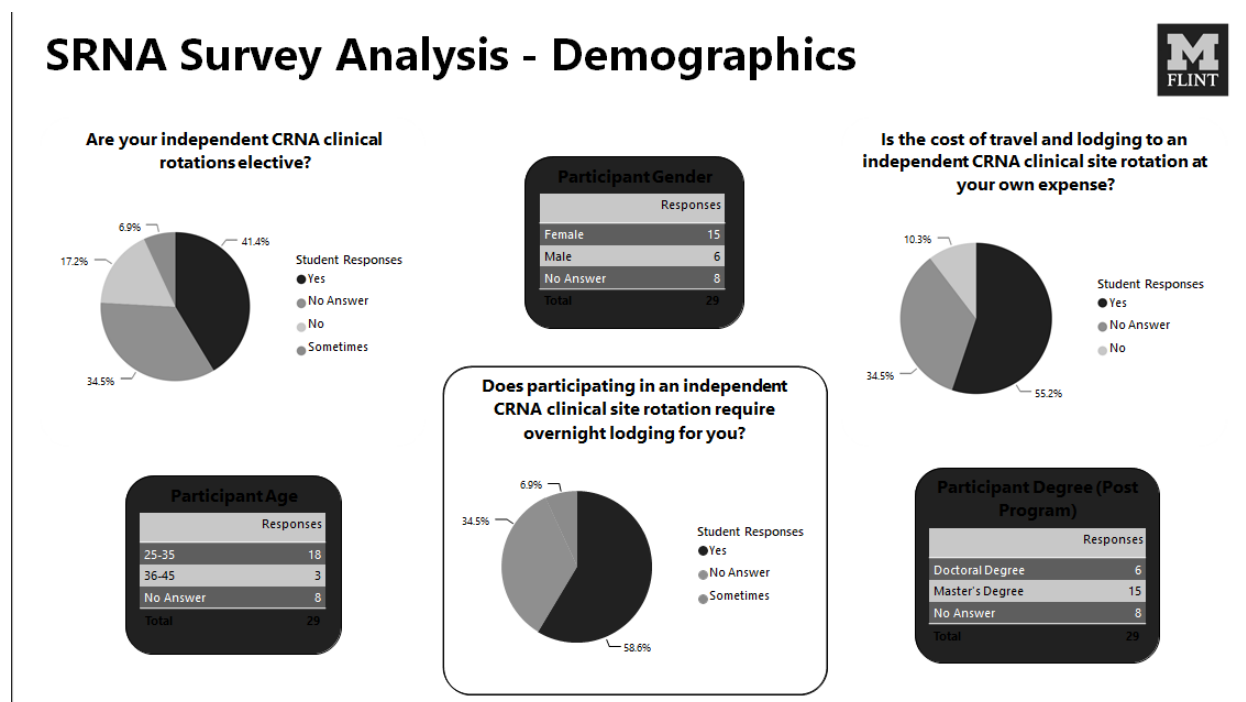 SRNA Survey Analysis - Demographics
M
FLINT
Are your independent CRNA clinical
rotations elective?
6.9%
41.4%
17.2%
34.5%
Student Responses
Yes
No Answer
No
Sometimes
Participant Gender
Responses
Female 15
Male 6
No Answer 8
Total 29
Is the cost of travel and lodging to an
independent CRNA clinical site rotation at
your own expense?
10.3%
34.5%
55.2%
Student Responses
Yes
No Answer
No
Participant Age
Responses
25-35 18
36-45 3
No Answer 8
Total 29
Does participating in an independent
CRNA clinical site rotation require
overnight lodging for you?
6.9%
34.5%
58.6%
Student Responses
Yes
No Answer
Sometimes
Participant Degree (Post
Program)
Responses
Doctoral Degree 6
Master's Degree 15
No Answer 8
Total 29